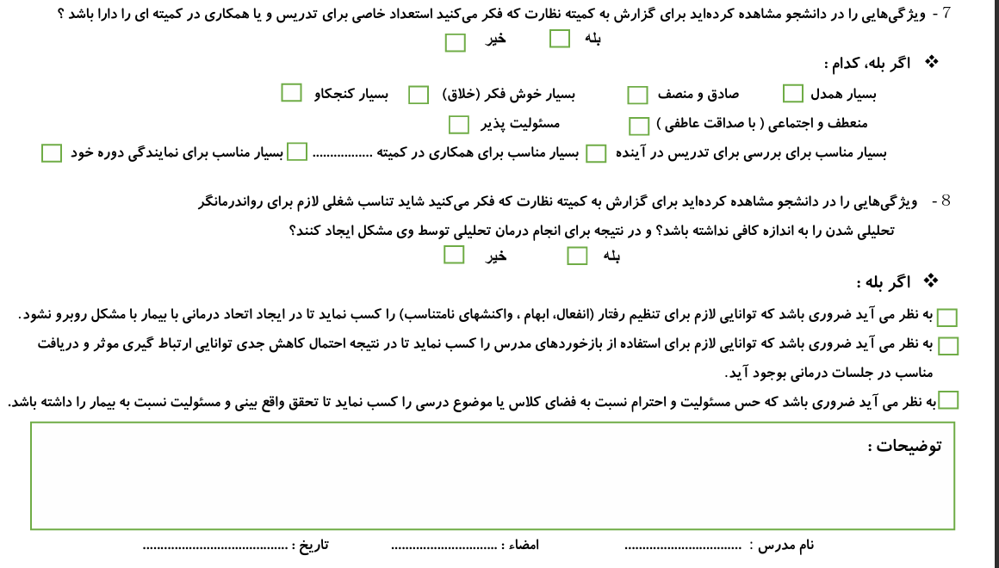 7 - ویژگی‌هایی را در دانشجو مشاهده کرده‌اید برای گزارش به کمیته نظارت که فکر می‌کنید استعداد خاصی برای تدریس و یا همکاری در کمیته ای را دارا باشد ؟
بله خیر
❖ اگر بله، کدام :
بسیار همدل صادق و منصف بسیار خوش فکر (خلاق) بسیار کنجکاو
منعطف و اجتماعی ( با صداقت عاطفی ) مسئولیت پذیر
بسیار مناسب برای بررسی برای تدریس در آینده بسیار مناسب برای همکاری در کمیته ................. بسیار مناسب برای نمایندگی دوره خود
8 - ویژگی‌هایی را در دانشجو مشاهده کرده‌اید برای گزارش به کمیته نظارت که فکر می‌کنید شاید تناسب شغلی لازم برای رواندرمانگر
تحلیلی شدن را به اندازه کافی نداشته باشد؟ و در نتیجه برای انجام درمان تحلیلی توسط وی مشکل ایجاد کنند؟
بله خیر
❖ اگر بله :
به نظر می آید ضروری باشد که توانایی لازم برای تنظیم رفتار (انفعال، ابهام ، واکنشهای نامتناسب) را کسب نماید تا در ایجاد اتحاد درمانی با بیمار با مشکل روبرو نشود.
به نظر می آید ضروری باشد که توانایی لازم برای استفاده از بازخوردهای مدرس را کسب نماید تا در نتیجه احتمال کاهش جدی توانایی ارتباط گیری موثر و دریافت
مناسب در جلسات درمانی بوجود آید.
به نظر می آید ضروری باشد که حس مسئولیت و احترام نسبت به فضای کلاس یا موضوع درسی را کسب نماید تا تحقق واقع بینی و مسئولیت نسبت به بیمار را داشته باشد.
توضیحات :
نام مدرس : ................................. امضاء : .............................. تاریخ : .........................................